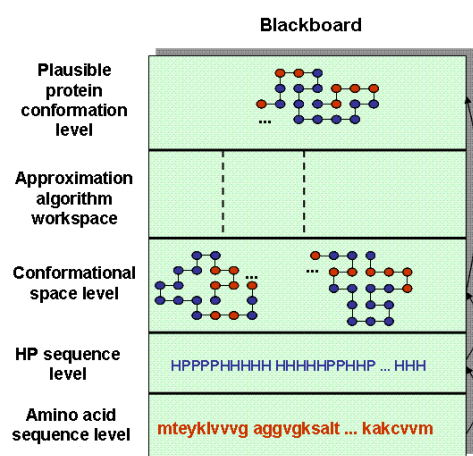 Blackboard
Plausible
protein
conformation
level
...
Approximation
algorithm
workspace
Conformational
space level
...
...
HP sequence
level
HPPPPHHHHH HHHHHPPHHP ... HHH
Amino acid
sequence level
mteyklvvvg aggvgksalt ... kakcvvm